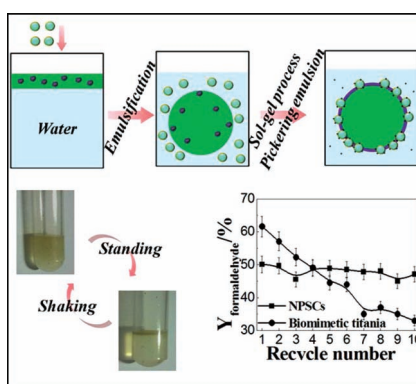 Water
Emulsification
Sol-gel process
Pickering emulsion
Standing
Shaking
Y formaldehyde/%
70
60
50
40
30
NPSCs
Biomimetic titania
1 2 3 4 5 6 7 8 9 10
Recycle number